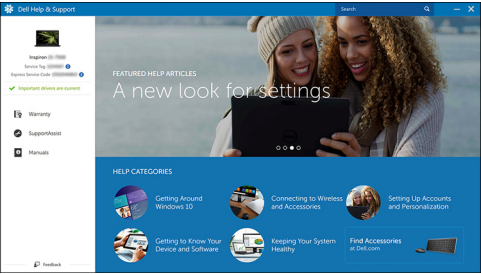 Dell Help & Support
Search
Inspiron
Service Tag
Express Service Code
Important drivers are current
Warranty
SupportAssist
Manuals
Feedback
FEATURED HELP ARTICLES
A new look for settings
HELP CATEGORIES
Getting Around
Windows 10
Connecting to Wireless
and Accessories
Setting Up Accounts
and Personalization
Getting to Know Your
Device and Software
Keeping Your System
Healthy
Find Accessories
at Dell.com